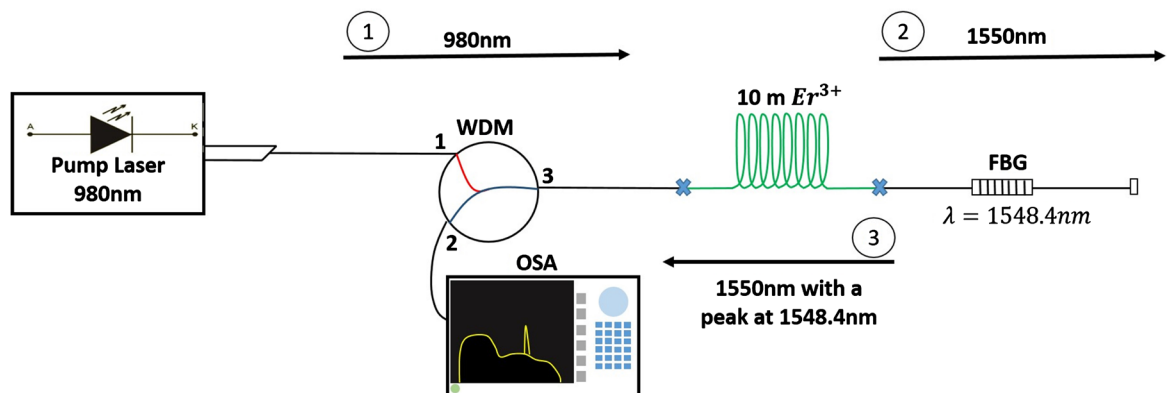 1
980nm
2
1550nm
A
K
Pump Laser
980nm
WDM
1
3
2
10 m Er³⁺
FBG
λ = 1548.4nm
3
1550nm with a
peak at 1548.4nm
OSA